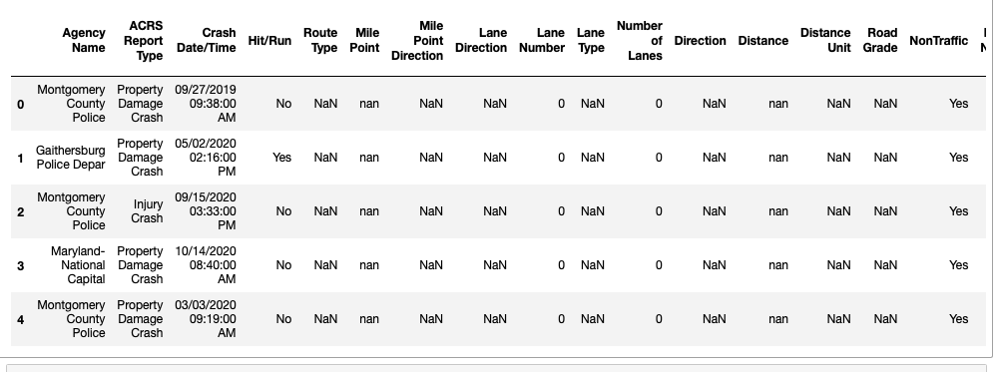 Agency Name ACRS Report Type Crash Date/Time Hit/Run Route Type Mile Point Mile Point Direction Lane Direction Lane Number Lane Type Number of Lanes Direction Distance Distance Unit Road Grade NonTraffic
0 Montgomery County Police Property Damage Crash 09/27/2019 09:38:00 AM No NaN nan NaN NaN 0 NaN 0 NaN nan NaN NaN Yes
1 Gaithersburg Police Depar Property Damage Crash 05/02/2020 02:16:00 PM Yes NaN nan NaN NaN 0 NaN 0 NaN nan NaN NaN Yes
2 Montgomery County Police Injury Crash 09/15/2020 03:33:00 PM No NaN nan NaN NaN 0 NaN 0 NaN nan NaN NaN Yes
3 Maryland-National Capital Property Damage Crash 10/14/2020 08:40:00 AM No NaN nan NaN NaN 0 NaN 0 NaN nan NaN NaN Yes
4 Montgomery County Police Property Damage Crash 03/03/2020 09:19:00 AM No NaN nan NaN NaN 0 NaN 0 NaN nan NaN NaN Yes